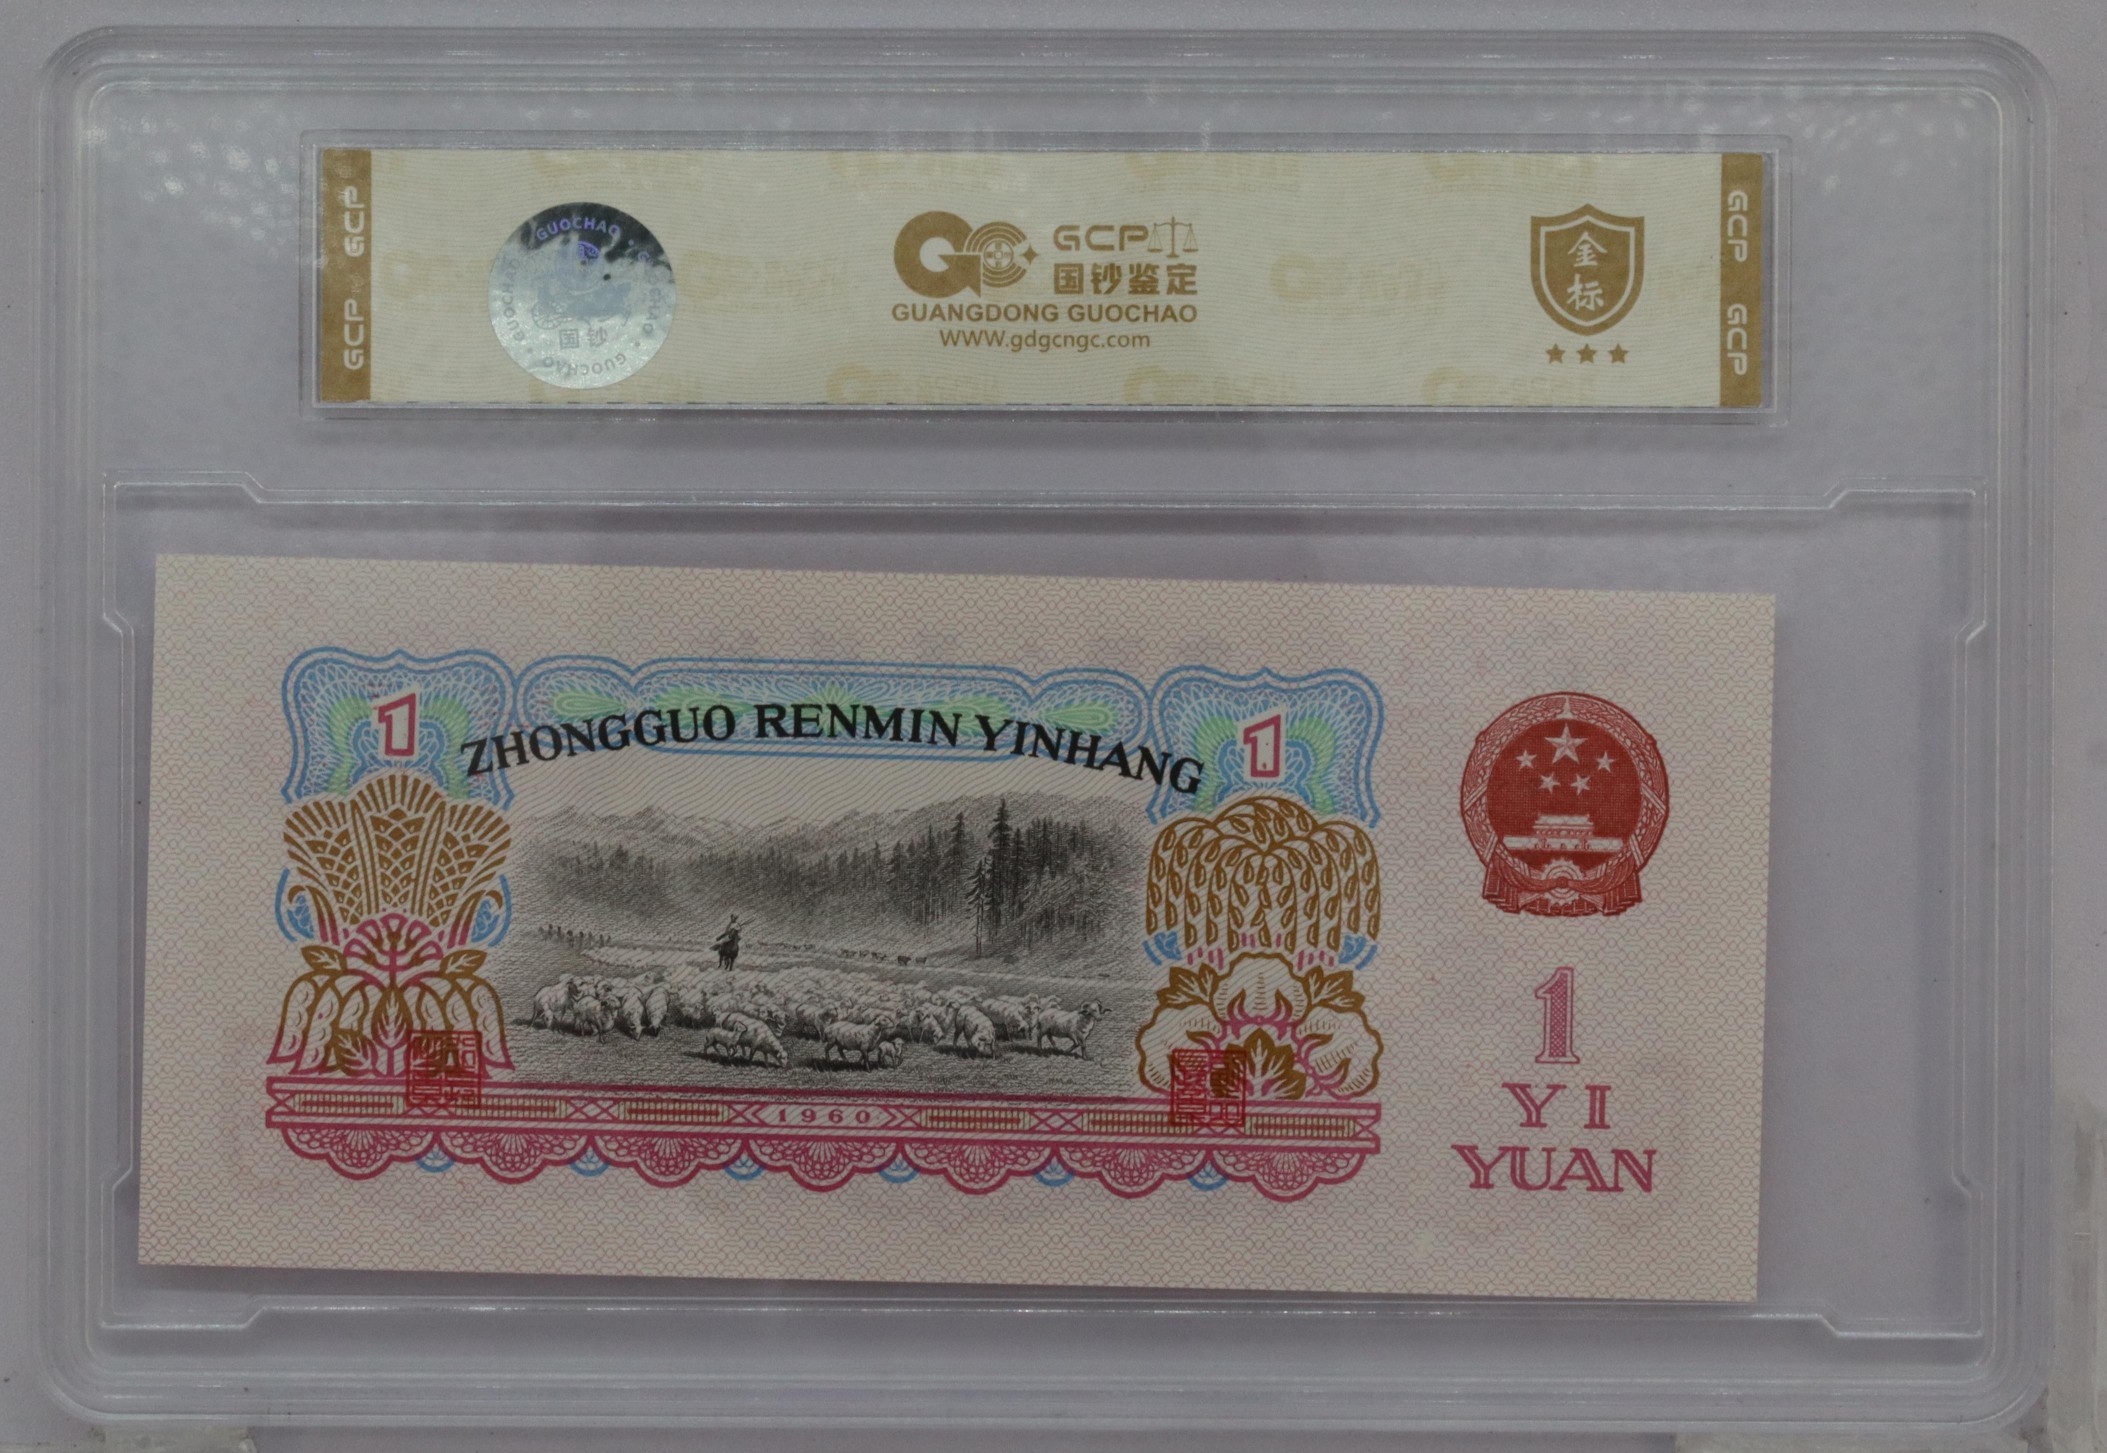 GCP GCP
GUOCHAO
国钞
GCP
国钞鉴定
GUANGDONG GUOCHAO
WWW.gdgcngc.com
金标
GCP GCP
1
ZHONGGUO RENMIN YINHANG
1
1960
1
YI
YUAN